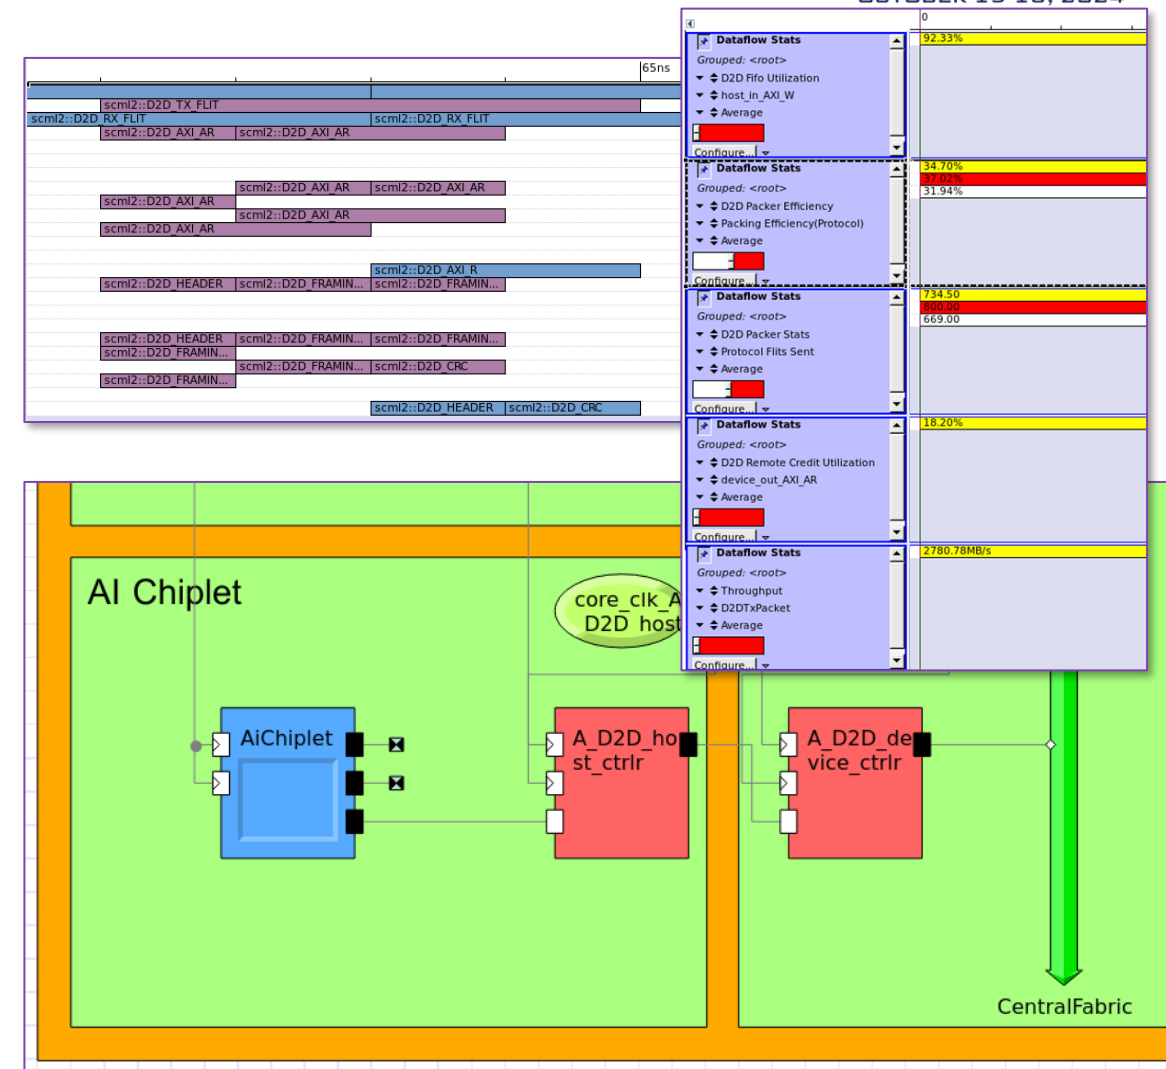 OCTOBER 15-16, 2024
65ns
scml2::D2D_TX_FLIT
scml2::D2D_RX_FLIT scml2::D2D_RX_FLIT
scml2::D2D_AXI_AR scml2::D2D_AXI_AR
scml2::D2D_AXI_AR scml2::D2D_AXI_AR
scml2::D2D_AXI_AR
scml2::D2D_AXI_AR
scml2::D2D_AXI_AR
scml2::D2D_AXI_R
scml2::D2D_HEADER scml2::D2D_FRAMIN... scml2::D2D_FRAMIN...
scml2::D2D_HEADER scml2::D2D_FRAMIN... scml2::D2D_FRAMIN...
scml2::D2D_FRAMIN...
scml2::D2D_FRAMIN... scml2::D2D_CRC
scml2::D2D_FRAMIN...
scml2::D2D_HEADER scml2::D2D_CRC
0
Dataflow Stats 92.33%
Grouped: <root>
D2D Fifo Utilization
host_in_AXI_W
Average
Configure...
Dataflow Stats 34.70%
37.02%
Grouped: <root> 31.94%
D2D Packer Efficiency
Packing Efficiency(Protocol)
Average
Configure...
Dataflow Stats 734.50
800.00
Grouped: <root> 669.00
D2D Packer Stats
Protocol Flits Sent
Average
Configure...
Dataflow Stats 18.20%
Grouped: <root>
D2D Remote Credit Utilization
device_out_AXI_AR
Average
Configure...
Dataflow Stats 2780.78MB/s
Grouped: <root>
Throughput
D2DTxPacket
Average
Configure...
AI Chiplet
core_clk_A
D2D host
AiChiplet
A_D2D_ho
st_ctrlr
A_D2D_de
vice_ctrlr
CentralFabric